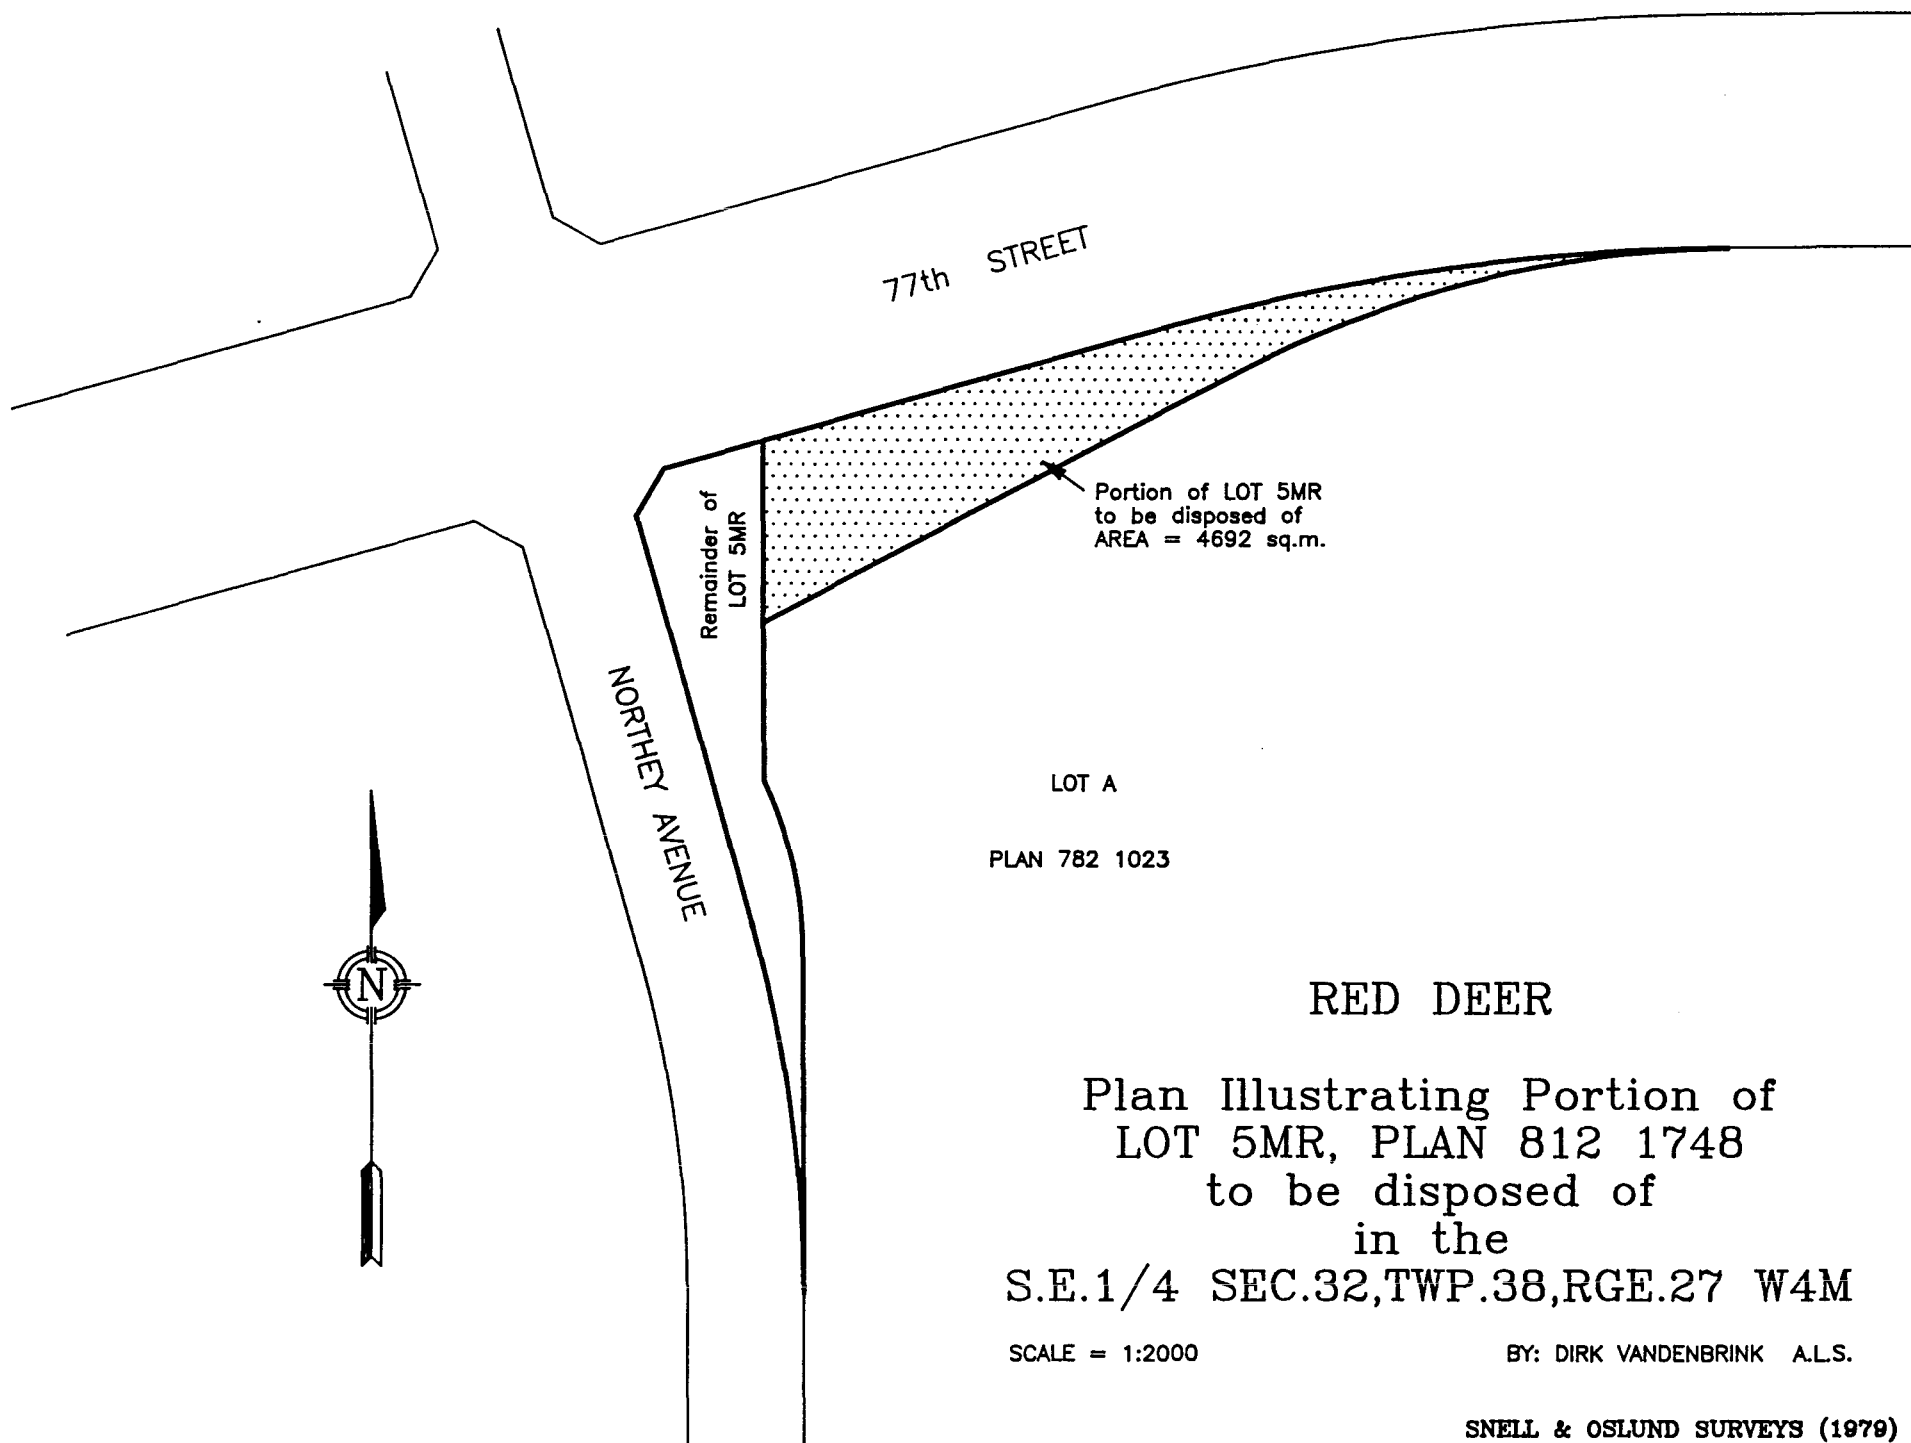 77th STREET
Portion of LOT 5MR
to be disposed of
AREA = 4692 sq.m.
Remainder of
LOT 5MR
NORTHEY AVENUE
LOT A
PLAN 782 1023
N
RED DEER
Plan Illustrating Portion of
LOT 5MR, PLAN 812 1748
to be disposed of
in the
S.E.1/4 SEC.32,TWP.38,RGE.27 W4M
SCALE = 1:2000
BY: DIRK VANDENBRINK A.L.S.
SNELL & OSLUND SURVEYS (1979)